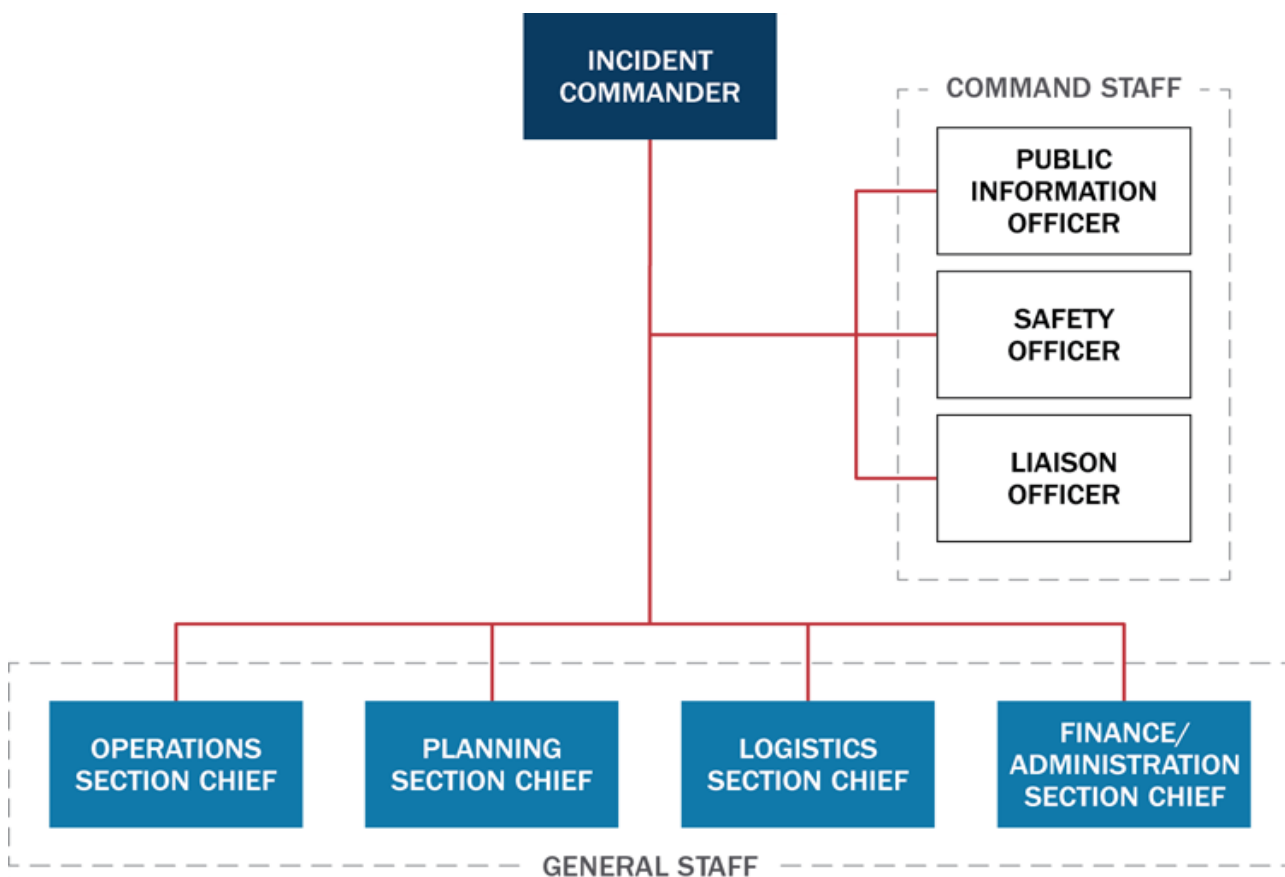 INCIDENT
COMMANDER
COMMAND STAFF
PUBLIC
INFORMATION
OFFICER
SAFETY
OFFICER
LIAISON
OFFICER
OPERATIONS
SECTION CHIEF
PLANNING
SECTION CHIEF
LOGISTICS
SECTION CHIEF
FINANCE/
ADMINISTRATION
SECTION CHIEF
GENERAL STAFF